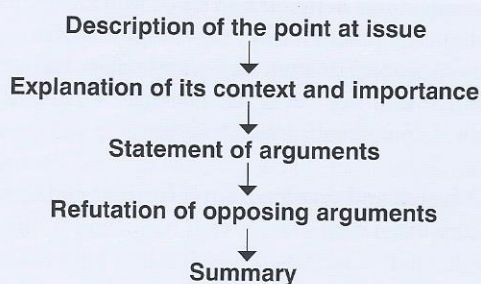 Description of the point at issue
Explanation of its context and importance
Statement of arguments
Refutation of opposing arguments
Summary